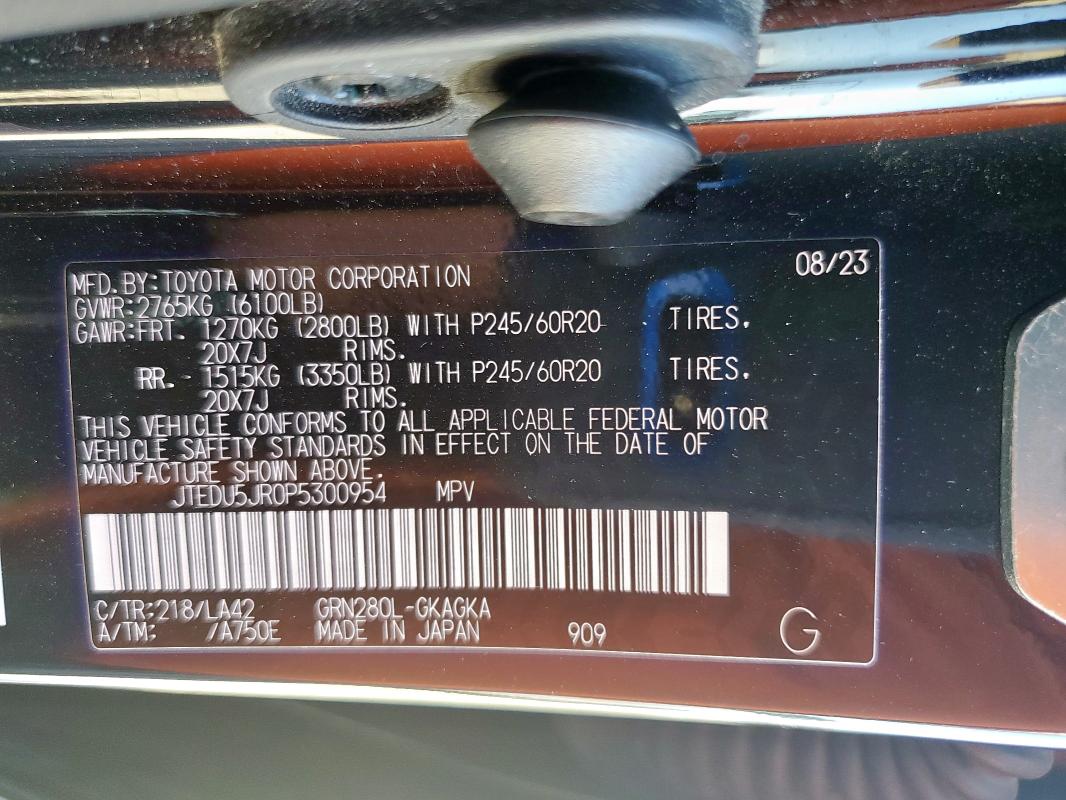 08/23
MFD.BY:TOYOTA MOTOR CORPORATION
GVWR:2765KG (6100LB)
GAWR:FRT. 1270KG (2800LB) WITH P245/60R20 TIRES.
20X7J RIMS.
RR. 1515KG (3350LB) WITH P245/60R20 TIRES.
20X7J RIMS.
THIS VEHICLE CONFORMS TO ALL APPLICABLE FEDERAL MOTOR
VEHICLE SAFETY STANDARDS IN EFFECT ON THE DATE OF
MANUFACTURE SHOWN ABOVE.
JTEDU5JR0P5300954 MPV
C/TR:218/LA42 GRN280L-GKAGKA
A/TM: /A750E MADE IN JAPAN 909 G